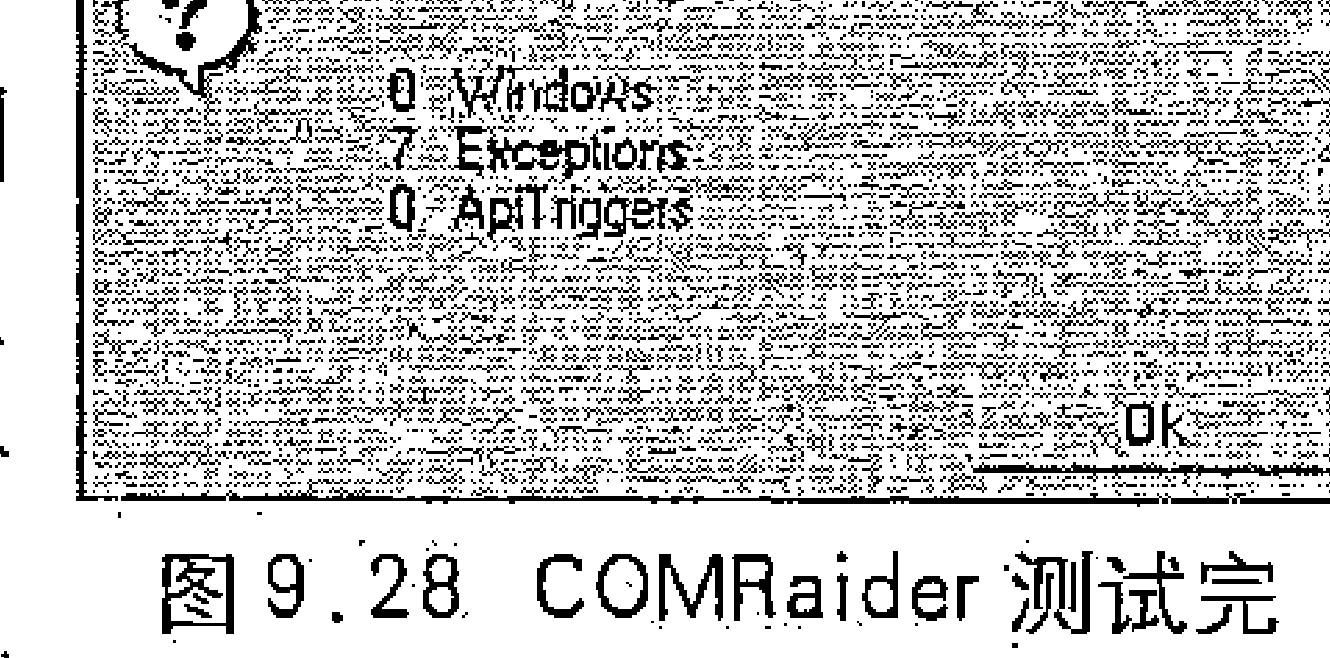 ?
0 Windows
7 Exceptions
0 ApiTriggers
Ok
图9.28 COMRaider 测试完